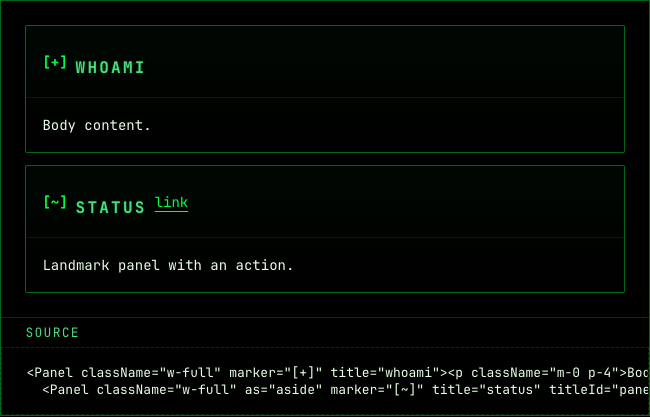 [+] WHOAMI
Body content.
[~] STATUS link
Landmark panel with an action.
SOURCE
<Panel className="w-full" marker="[+]" title="whoami"><p className="m-0 p-4">Bod
<Panel className="w-full" as="aside" marker="[~]" title="status" titleId="pane